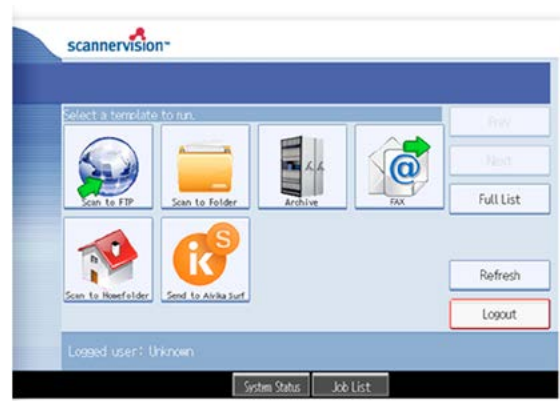 scannervision™
Select a template to run.
Prev
Scan to FTP
Scan to Folder
Archive
FAX
Next
Full List
Scan to Homefolder
Send to Aivika Surf
Refresh
Logout
Logged user: Unknown
System Status
Job List